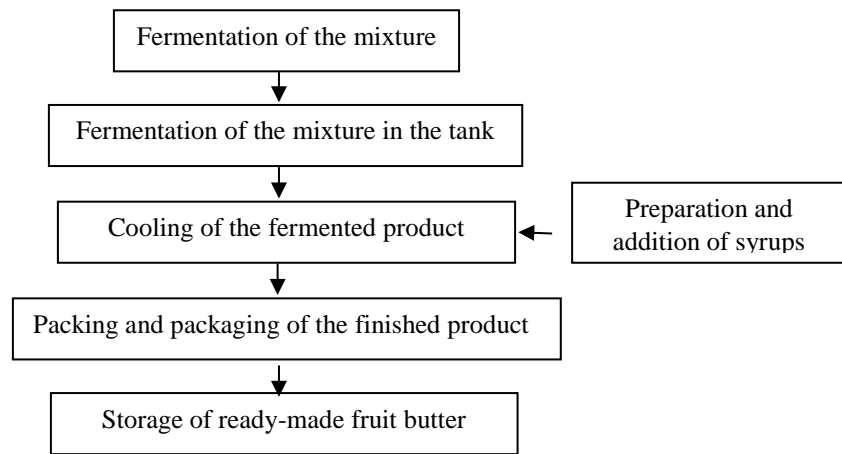 Fermentation of the mixture
Fermentation of the mixture in the tank
Cooling of the fermented product
Preparation and
addition of syrups
Packing and packaging of the finished product
Storage of ready-made fruit butter